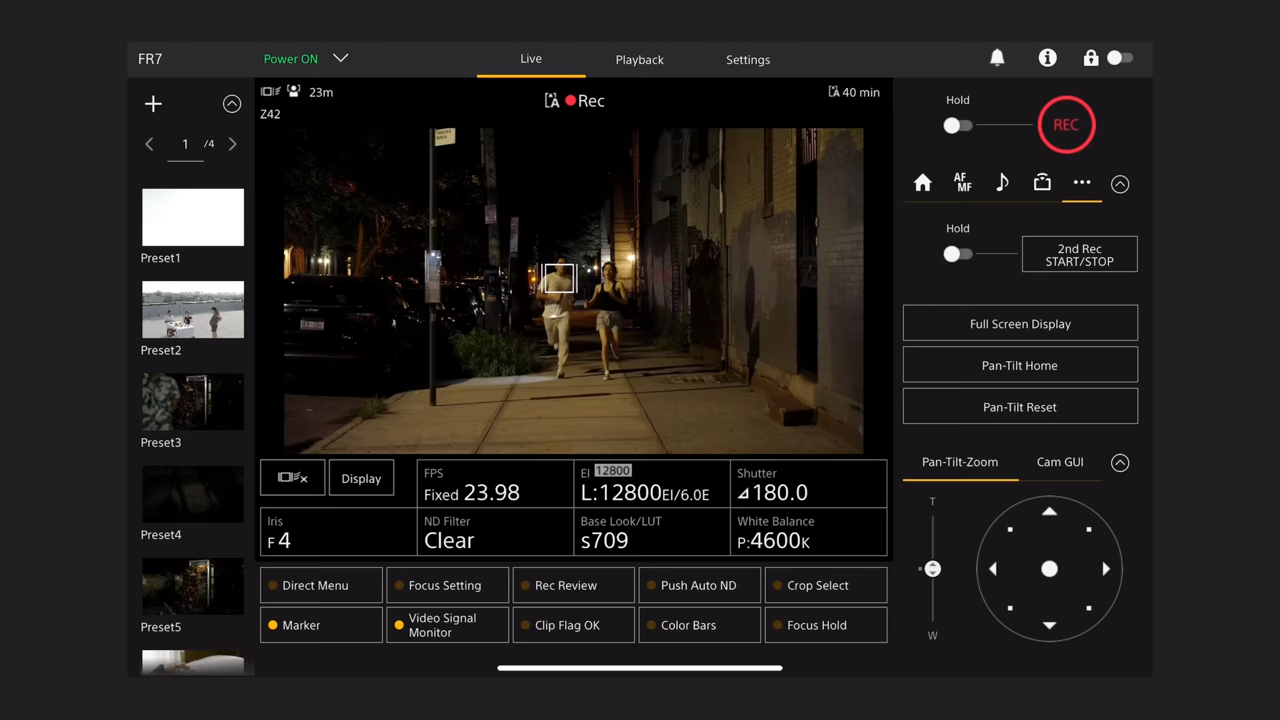 FR7
Power ON
Live
Playback
Settings
23m
Z42
A
Rec
A 40 min
1 /4
Preset1
Preset2
Preset3
Preset4
Preset5
Hold
REC
AF
MF
Hold
2nd Rec
START/STOP
Full Screen Display
Pan-Tilt Home
Pan-Tilt Reset
Pan-Tilt-Zoom
Cam GUI
T
W
Display
FPS
Fixed 23.98
EI 12800
L:12800EI/6.0E
Shutter
180.0
Iris
F 4
ND Filter
Clear
Base Look/LUT
s709
White Balance
P:4600K
Direct Menu
Focus Setting
Rec Review
Push Auto ND
Crop Select
Marker
Video Signal
Monitor
Clip Flag OK
Color Bars
Focus Hold